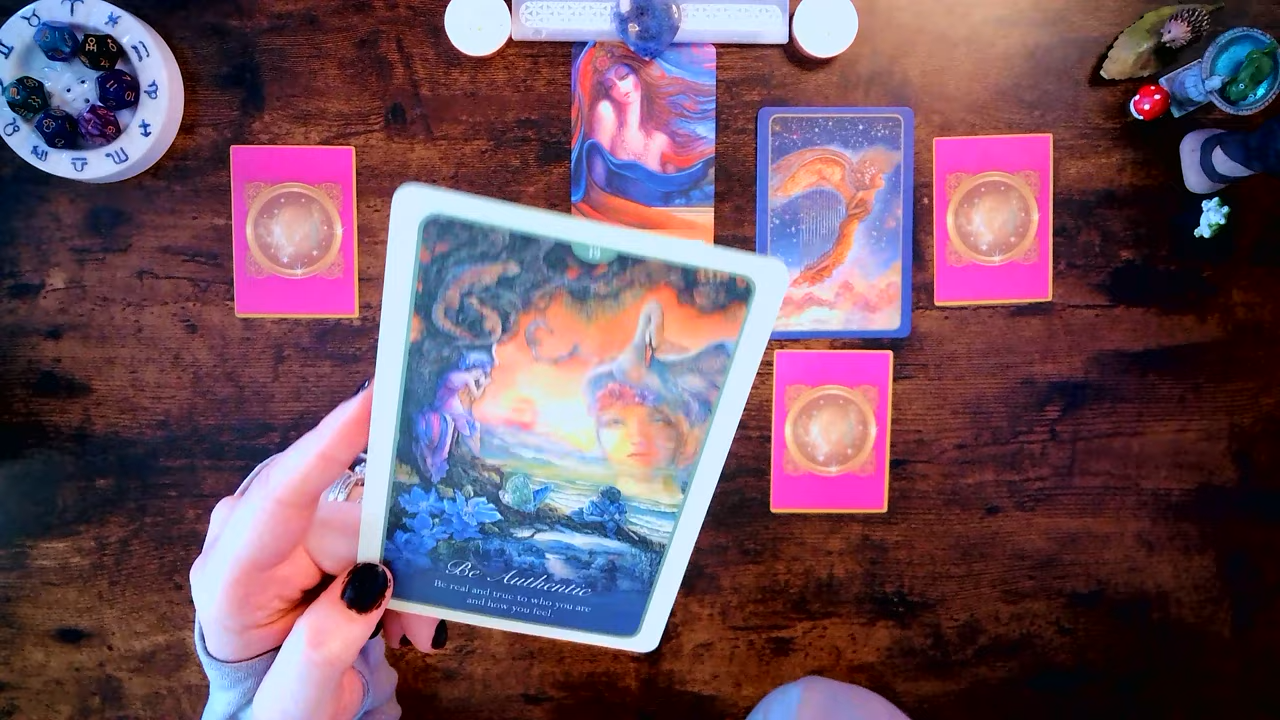 Be Authentic
Be real and true to who you are
and how you feel.